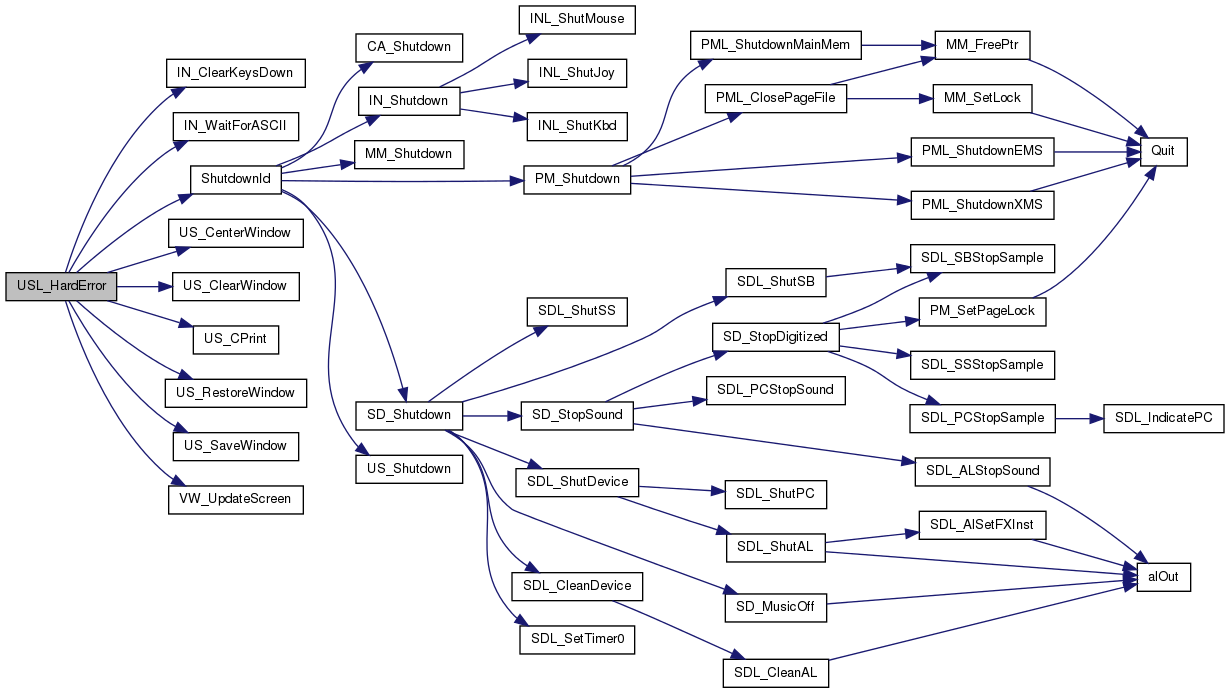 USL_HardError
IN_ClearKeysDown
IN_WaitForASCII
ShutdownId
US_CenterWindow
US_ClearWindow
US_CPrint
US_RestoreWindow
US_SaveWindow
VW_UpdateScreen
CA_Shutdown
IN_Shutdown
MM_Shutdown
SD_Shutdown
US_Shutdown
INL_ShutMouse
INL_ShutJoy
INL_ShutKbd
PM_Shutdown
SDL_ShutSS
SD_StopSound
SDL_ShutDevice
SDL_CleanDevice
SDL_SetTimer0
PML_ShutdownMainMem
PML_ClosePageFile
SDL_ShutSB
SD_StopDigitized
SDL_PCStopSound
SDL_ShutPC
SDL_ShutAL
SD_MusicOff
SDL_CleanAL
MM_FreePtr
MM_SetLock
PML_ShutdownEMS
PML_ShutdownXMS
SDL_SBStopSample
PM_SetPageLock
SDL_SSStopSample
SDL_PCStopSample
SDL_ALStopSound
SDL_AlSetFXInst
Quit
SDL_IndicatePC
alOut